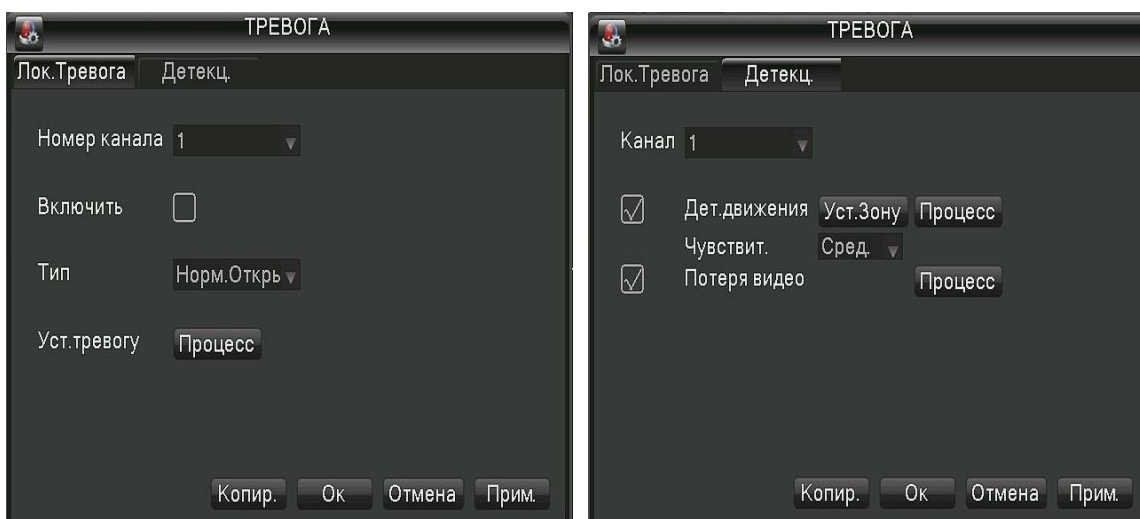 ТРЕВОГА
Лок.Тревога Детекц.
Номер канала 1
Включить
Тип Норм.Откры
Уст.тревогу Процесс
Копир. Ок Отмена Прим.
ТРЕВОГА
Лок.Тревога Детекц.
Канал 1
Дет.движения Уст.Зону Процесс
Чувствит. Сред.
Потеря видео Процесс
Копир. Ок Отмена Прим.